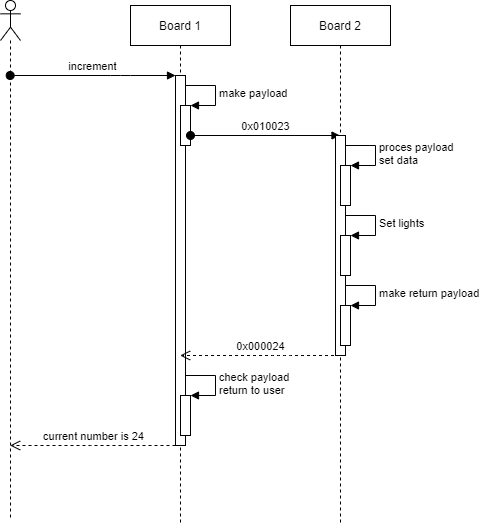 Board 1
Board 2
increment
make payload
0x010023
proces payload
set data
Set lights
make return payload
0x000024
check payload
return to user
current number is 24